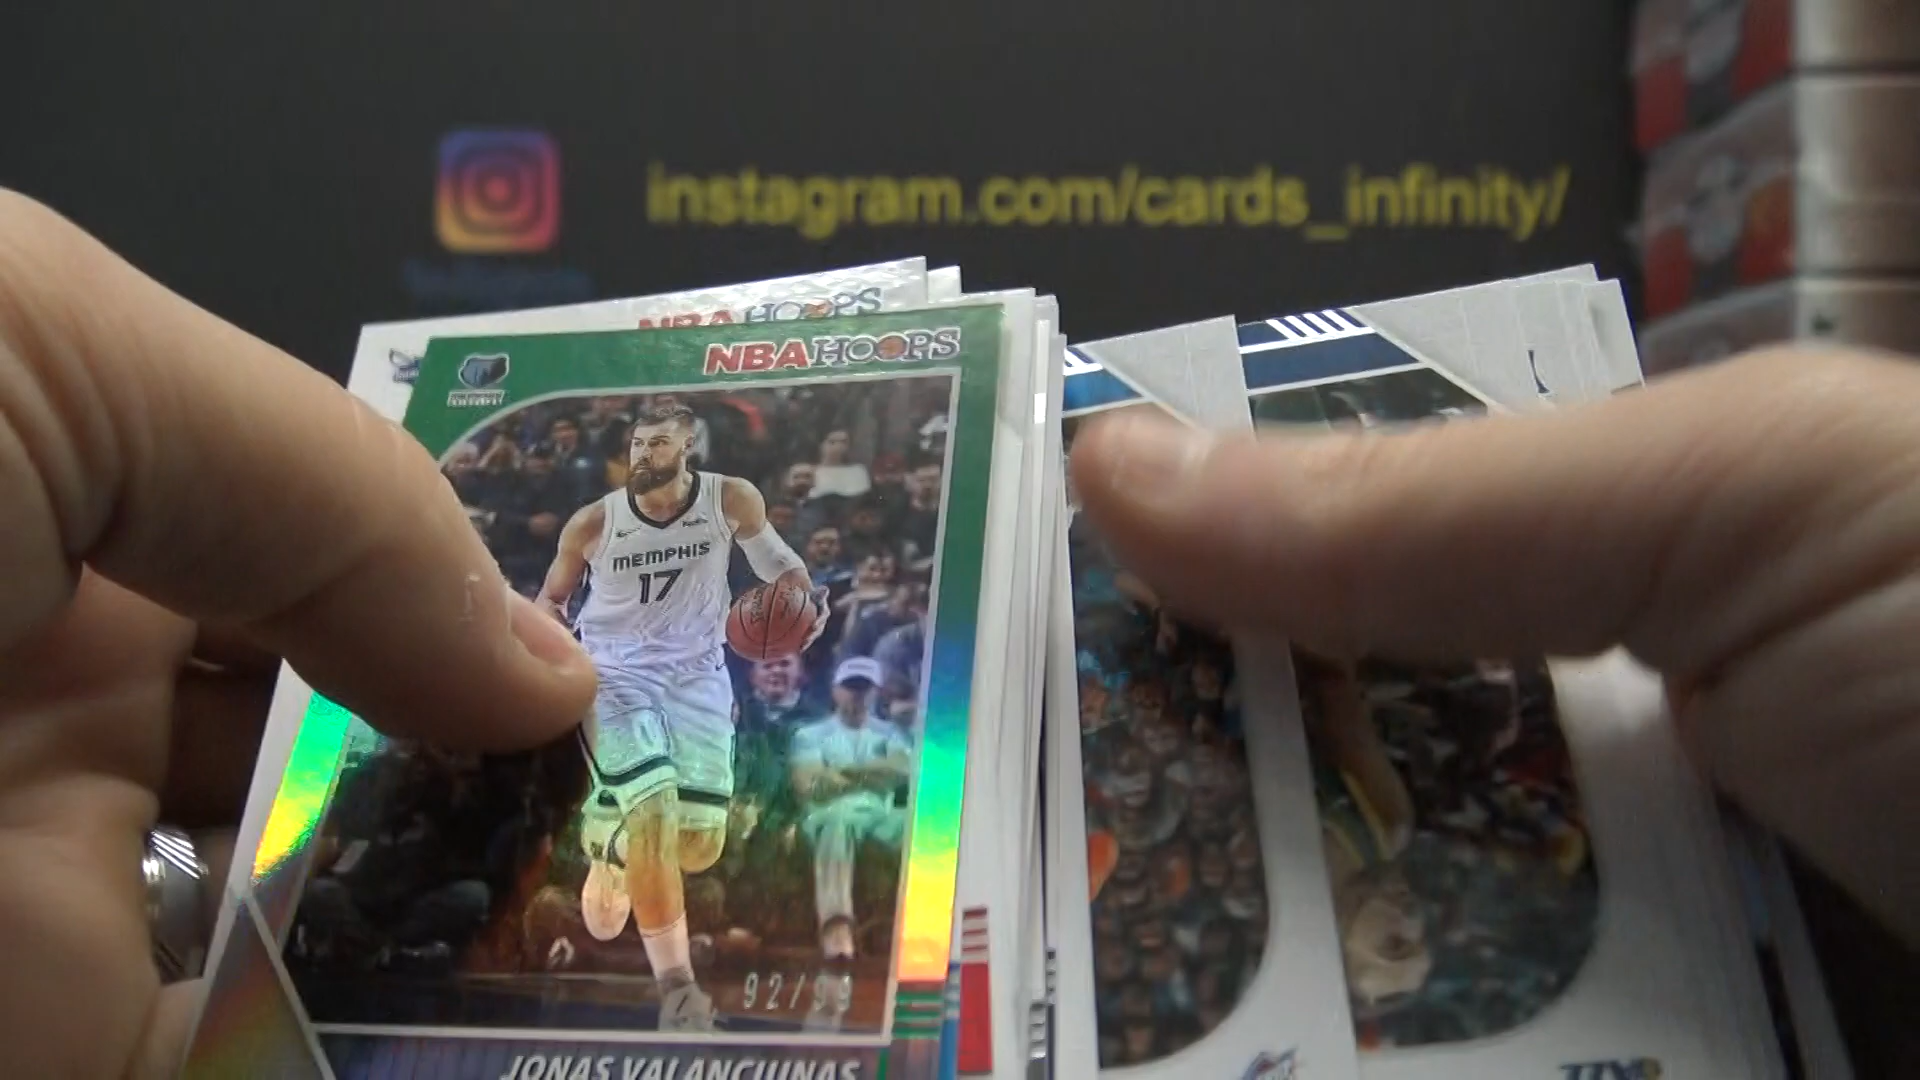 instagram.com/cards_infinity/
NBA HOOPS
NBA HOOPS
MEMPHIS
17
92/99
JONAS VALANCIUNAS